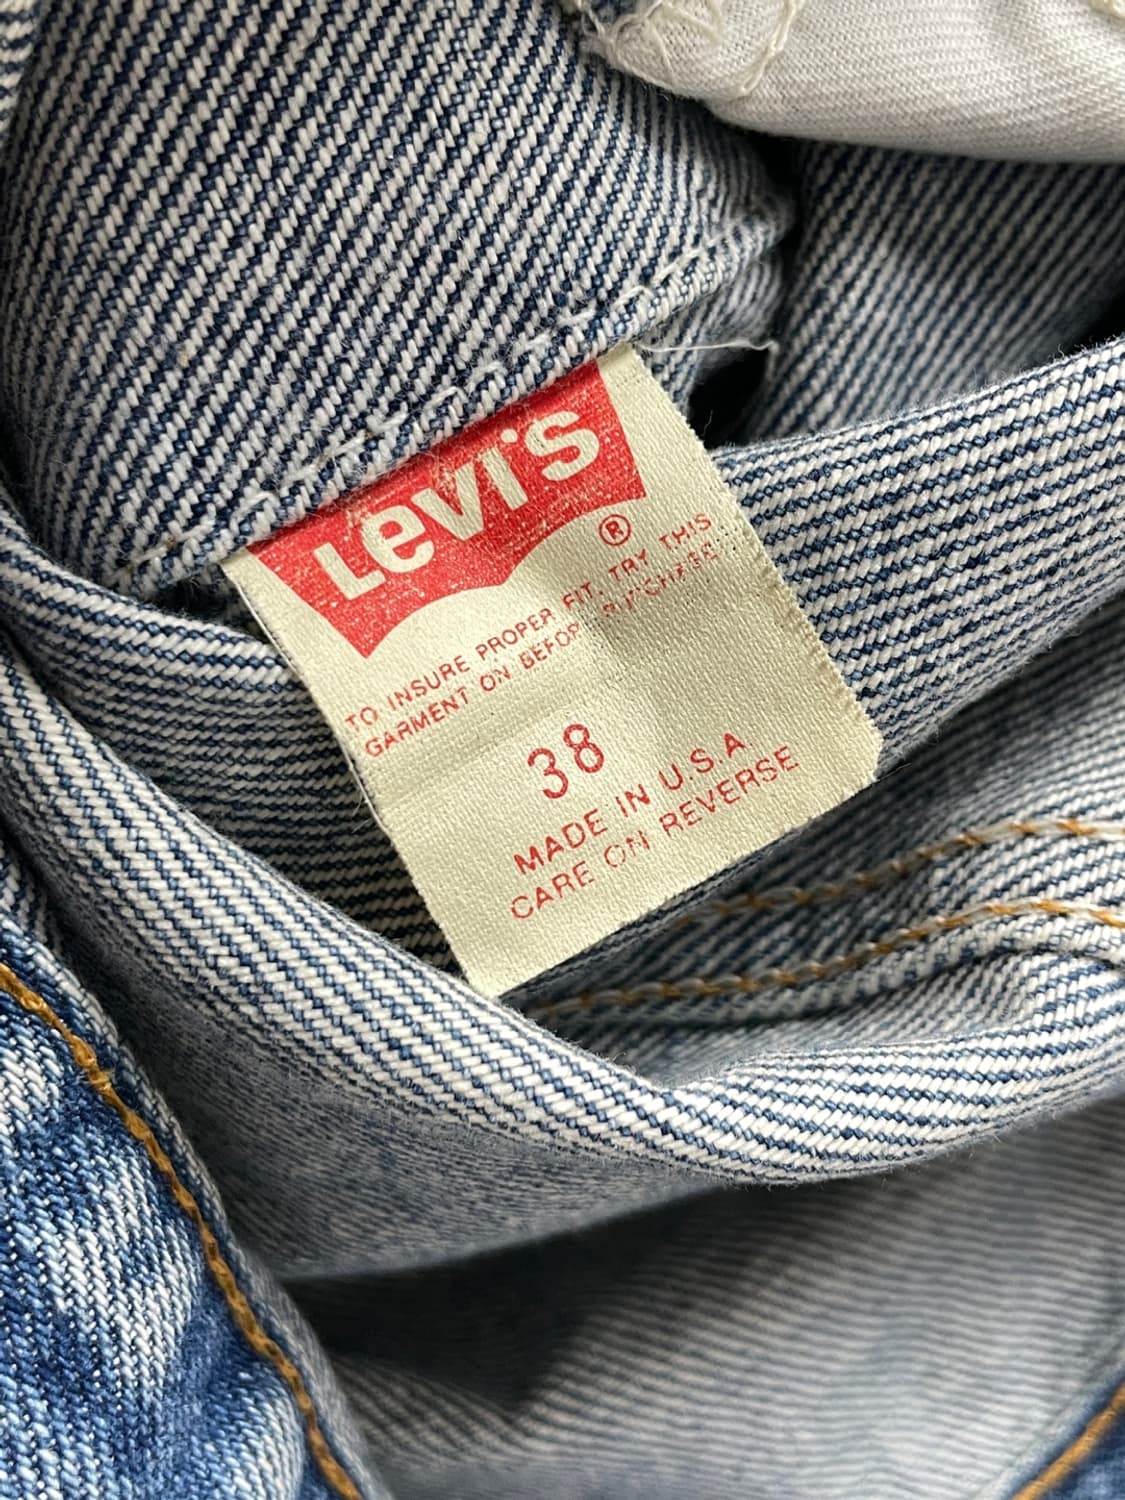 Levi's
®
TO INSURE PROPER FIT, TRY THIS
GARMENT ON BEFORE PURCHASE
38
MADE IN U.S.A
CARE ON REVERSE